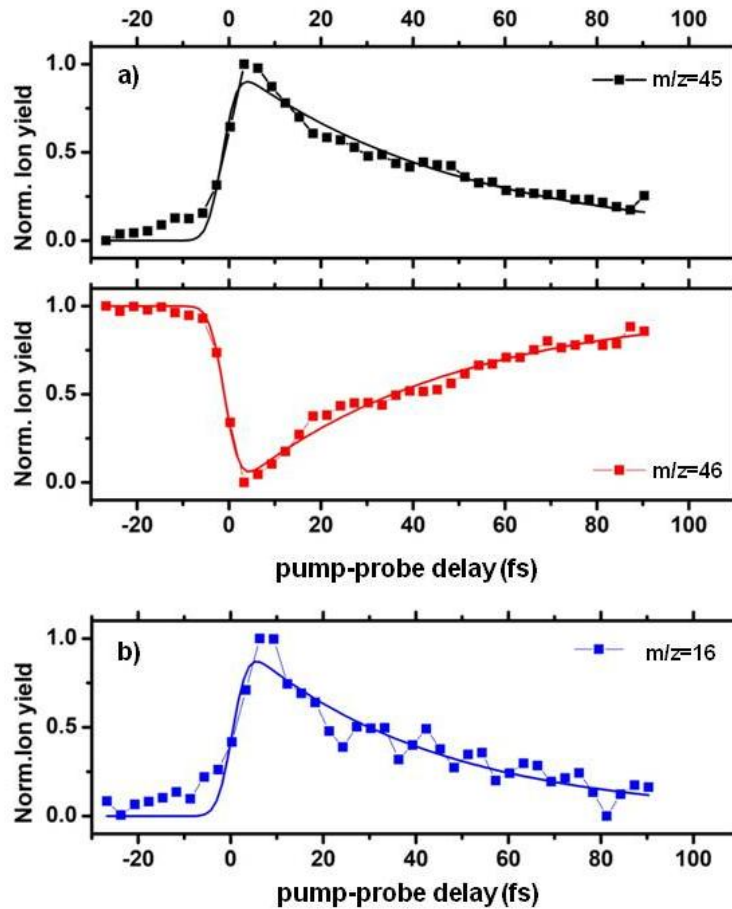 -20 0 20 40 60 80 100
a)
m/z=45
1.0
0.5
0.0
Norm. Ion yield
1.0
0.5
0.0
Norm. Ion yield
m/z=46
-20 0 20 40 60 80 100
pump-probe delay (fs)
b)
m/z=16
1.0
0.5
0.0
Norm.Ion yield
-20 0 20 40 60 80 100
pump-probe delay (fs)